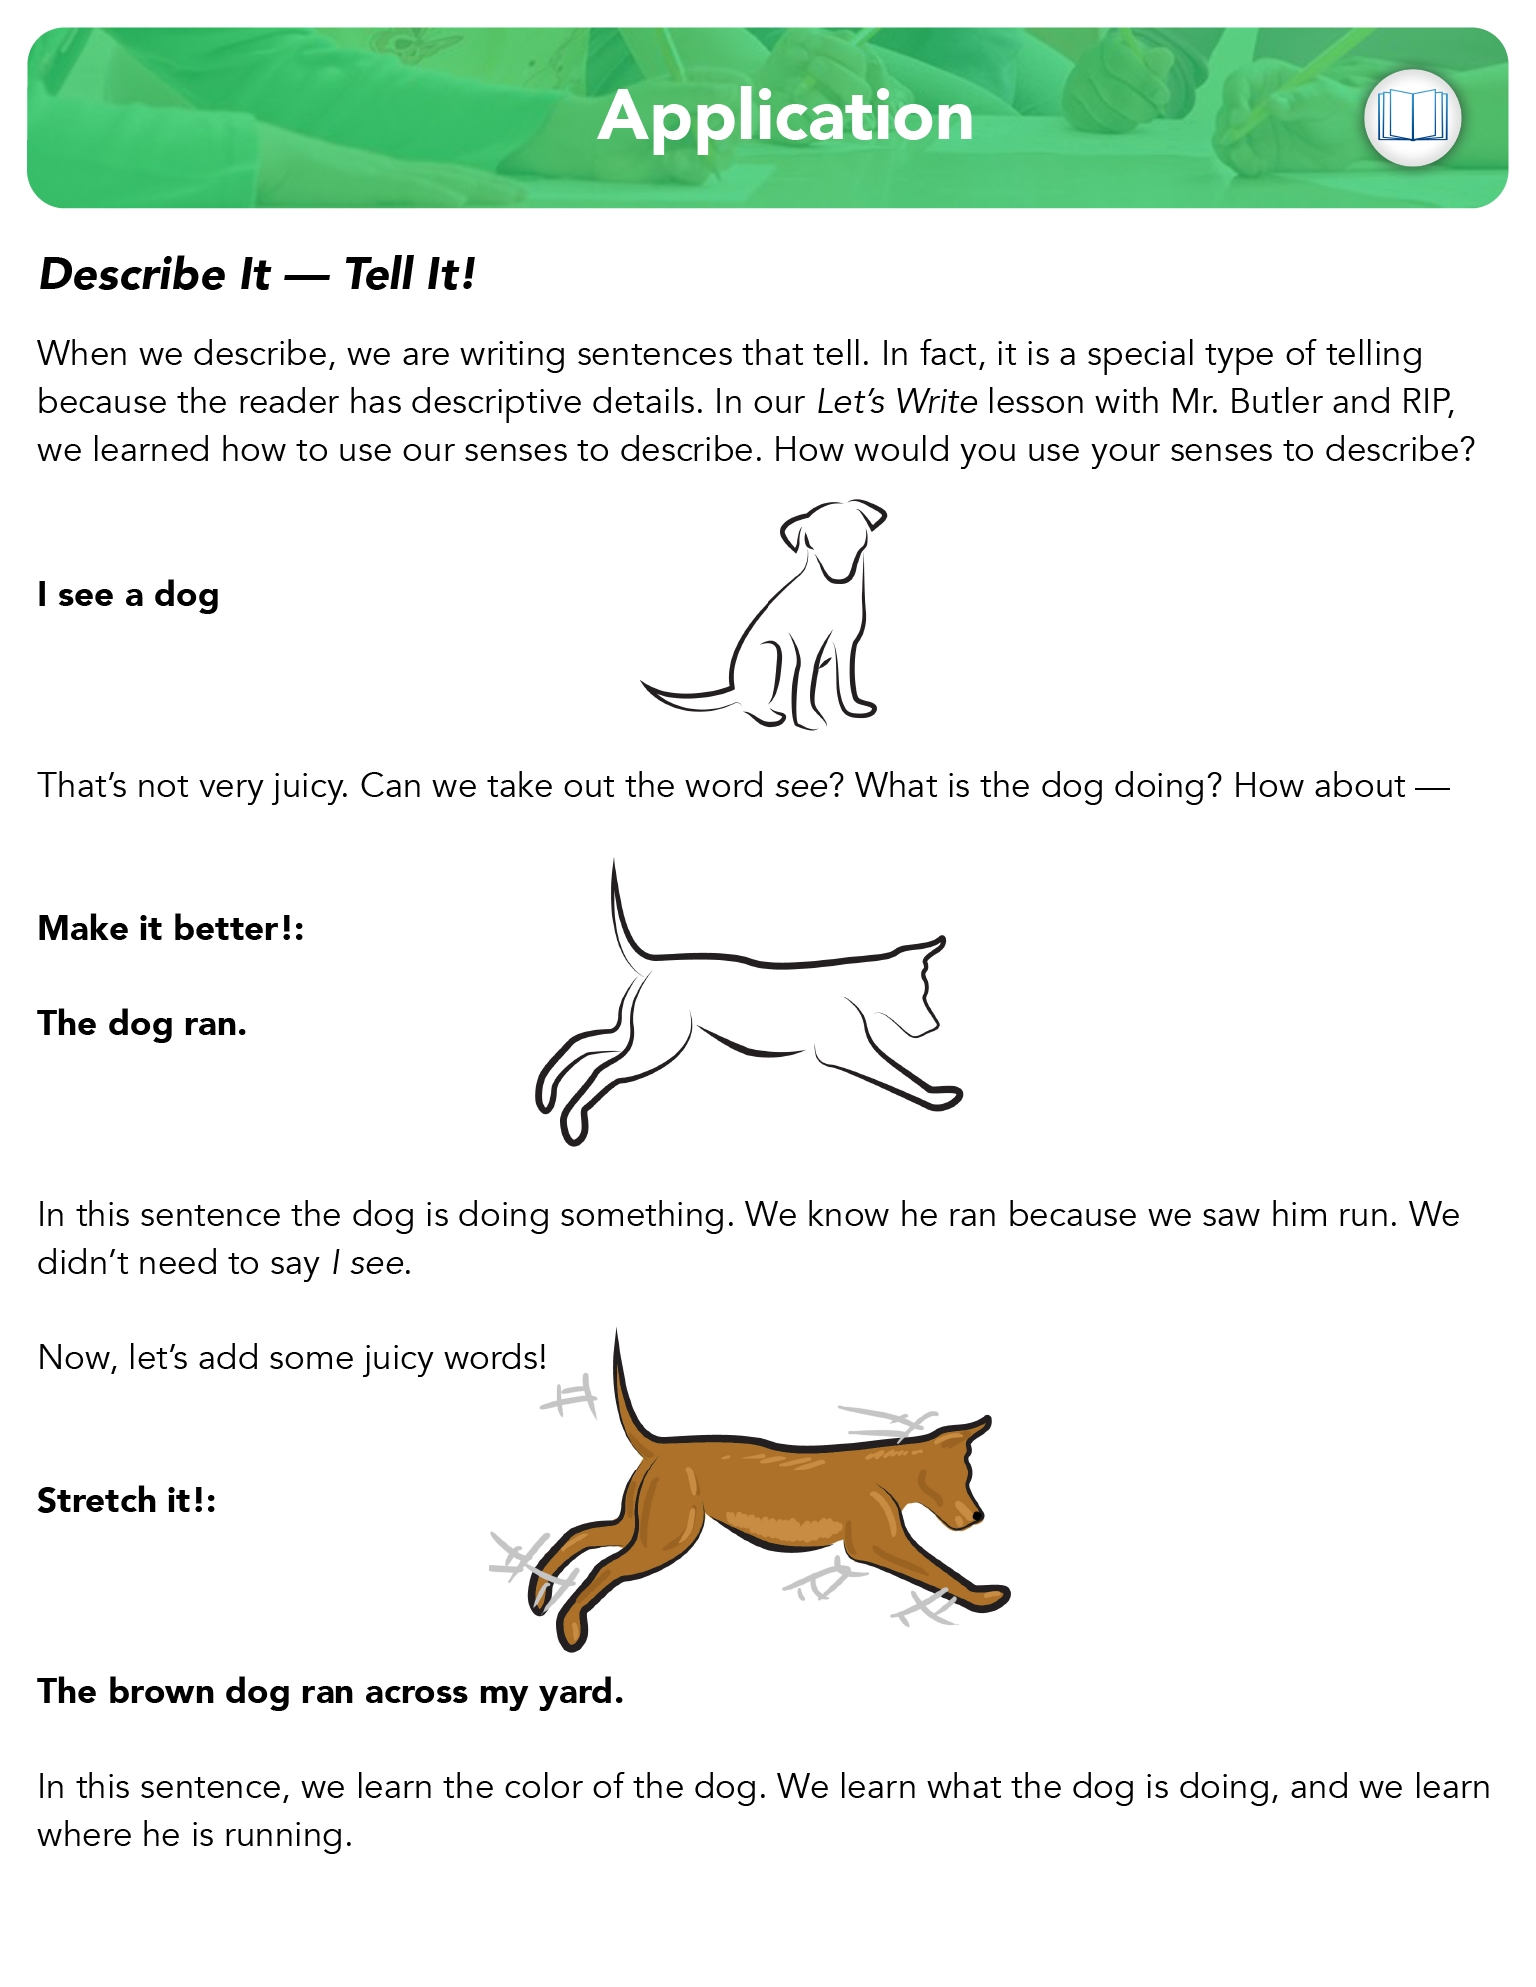 Application
Describe It — Tell It!
When we describe, we are writing sentences that tell. In fact, it is a special type of telling
because the reader has descriptive details. In our Let’s Write lesson with Mr. Butler and RIP,
we learned how to use our senses to describe. How would you use your senses to describe?
I see a dog
That’s not very juicy. Can we take out the word see? What is the dog doing? How about —
Make it better!:
The dog ran.
In this sentence the dog is doing something. We know he ran because we saw him run. We
didn’t need to say I see.
Now, let’s add some juicy words!
Stretch it!:
The brown dog ran across my yard.
In this sentence, we learn the color of the dog. We learn what the dog is doing, and we learn
where he is running.